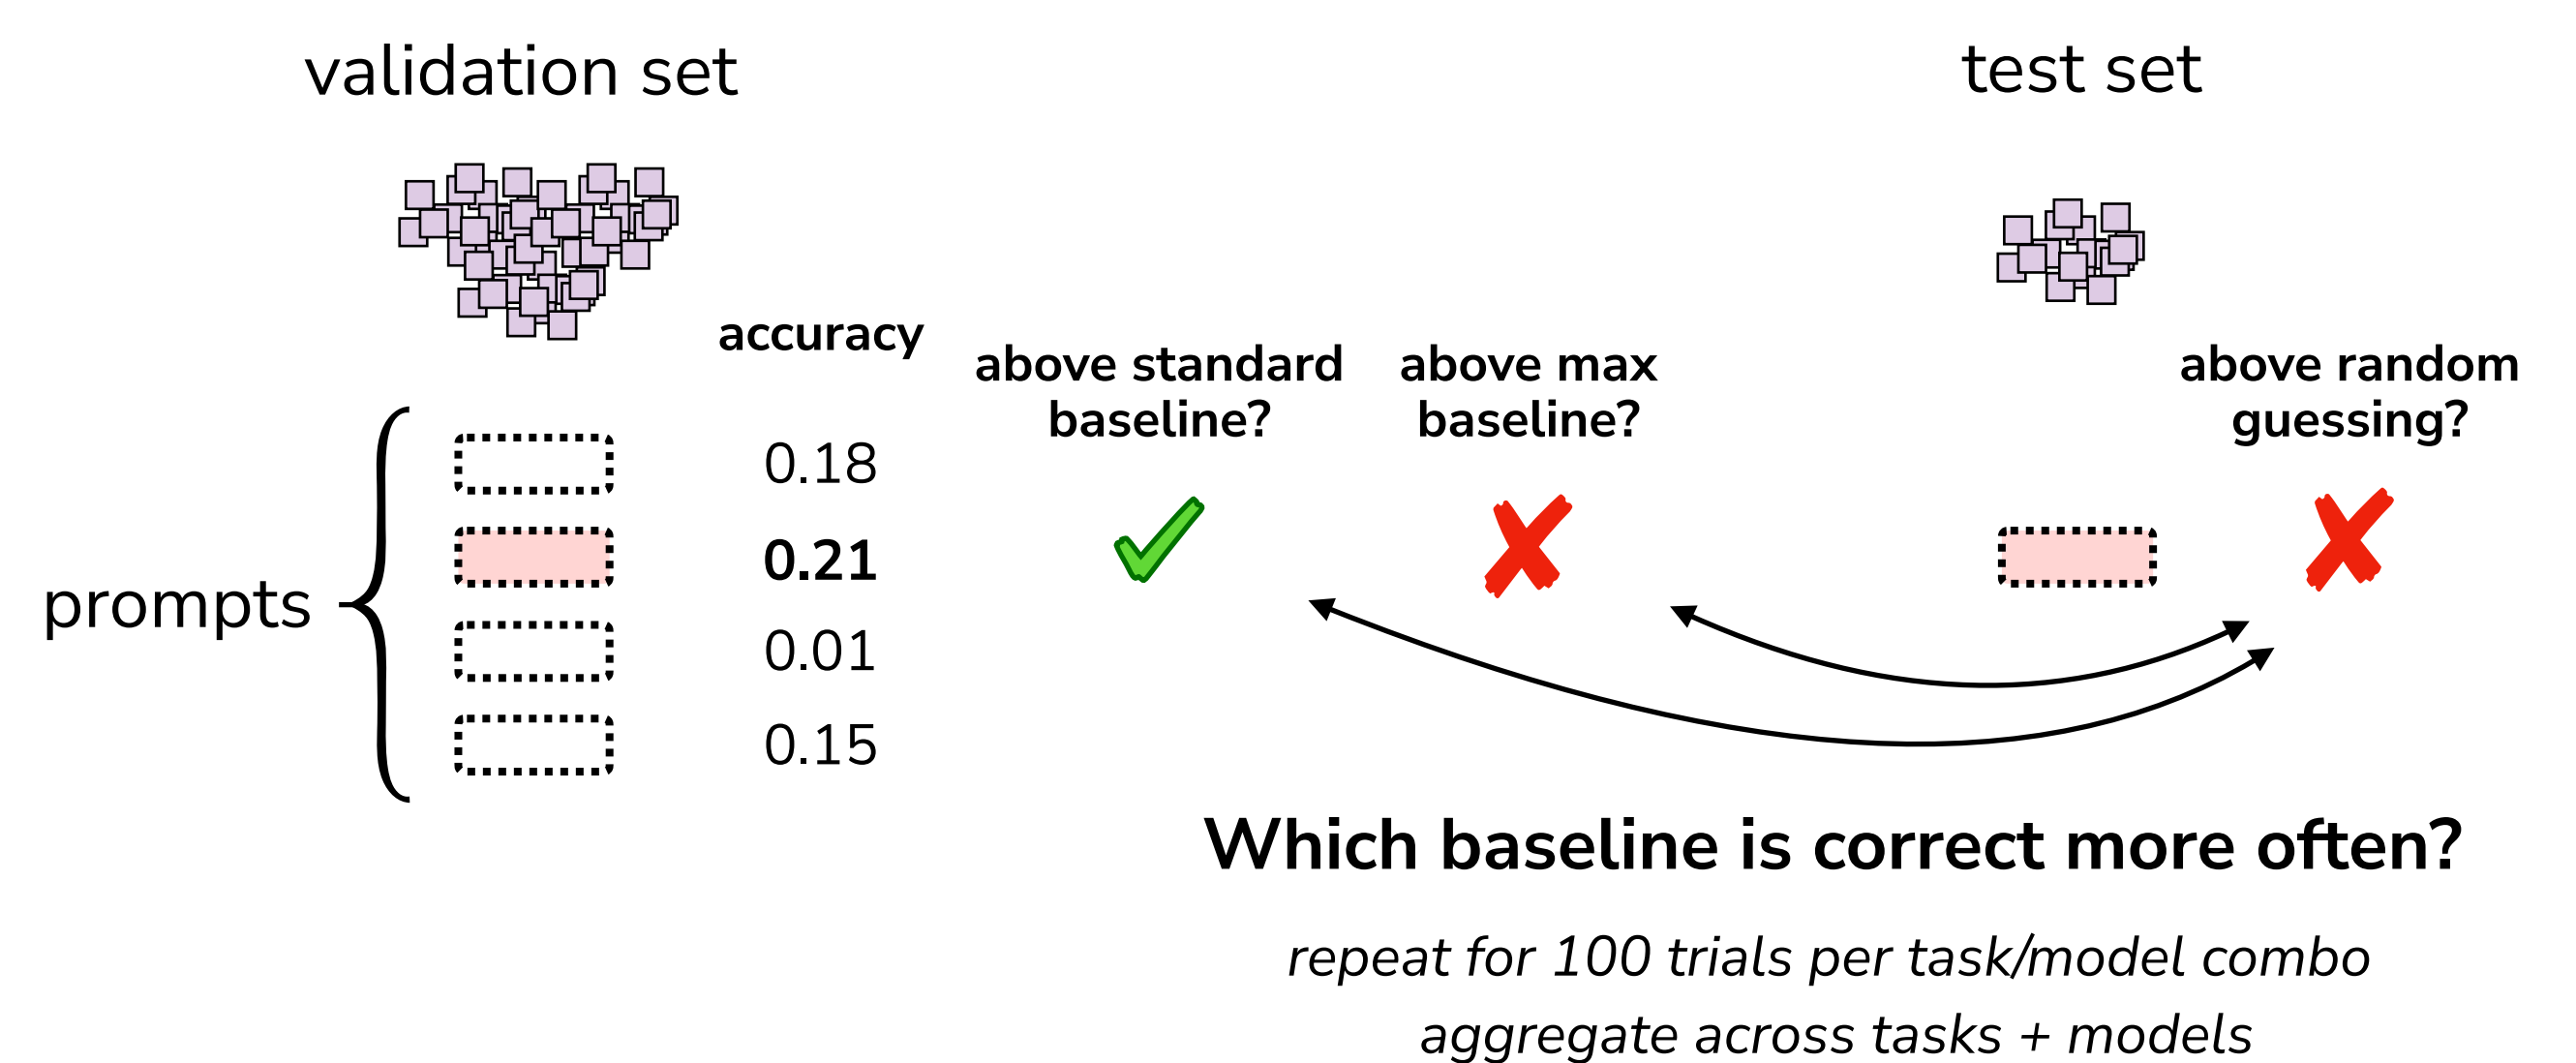 validation set
test set
accuracy
above standard
baseline?
above max
baseline?
above random
guessing?
prompts
0.18
0.21
0.01
0.15
Which baseline is correct more often?
repeat for 100 trials per task/model combo
aggregate across tasks + models